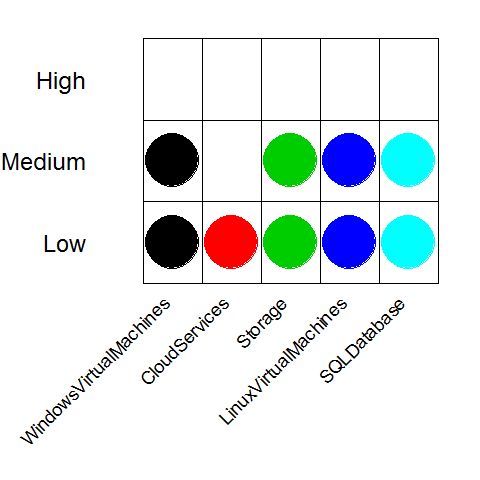 High
Medium
Low
WindowsVirtualMachines
CloudServices
Storage
LinuxVirtualMachines
SQLDatabase